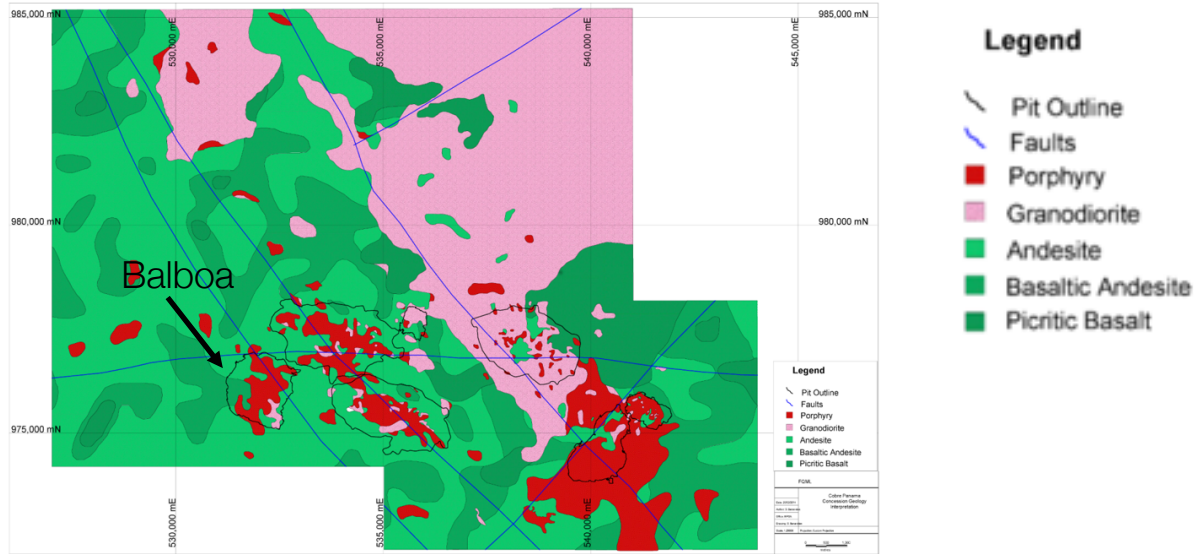 985,000 mN
530,000 mE
535,000 mE
540,000 mE
545,000 mE
985,000 mN
980,000 mN
980,000 mN
Balboa
975,000 mN
530,000 mE
535,000 mE
540,000 mE
Legend
Pit Outline
Faults
Porphyry
Granodiorite
Andesite
Basaltic Andesite
Picritic Basalt
FQML
Cobre Panama
Concession Geology
Interpretation
Legend
Pit Outline
Faults
Porphyry
Granodiorite
Andesite
Basaltic Andesite
Picritic Basalt